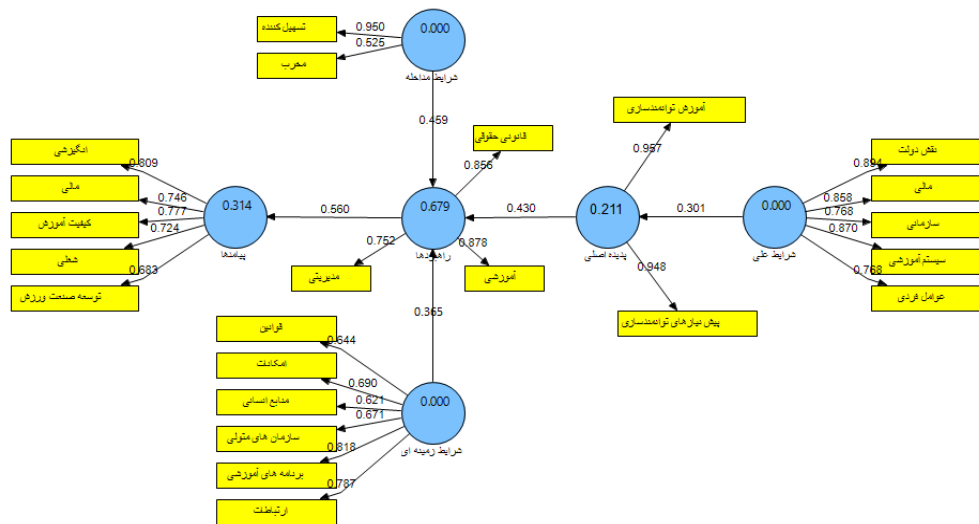 تسهیل کننده
0.950
مخرب
0.525
0.000
شرایط مداخله
0.459
انگیزشی
0.809
مالی
0.746
کیفیت آموزش
0.777
شغلی
0.724
توسعه صنعت ورزش
0.683
0.314
پیامدها
0.560
قانونی حقوقی
0.856
0.679
راهبردها
مدیریتی
0.752
آموزشی
0.878
0.430
آموزش توانمندسازی
0.957
0.211
پدیده اصلی
0.948
پیش نیازهای توانمندسازی
0.301
0.000
شرایط علی
نقش دولت
0.894
مالی
0.858
سازمانی
0.768
سیستم آموزشی
0.870
عوامل فردی
0.768
0.365
قوانین
0.644
امکانات
0.690
منابع انسانی
0.621
سازمان های متولی
0.671
برنامه های آموزشی
0.818
ارتباطات
0.787
0.000
شرایط زمینه ای